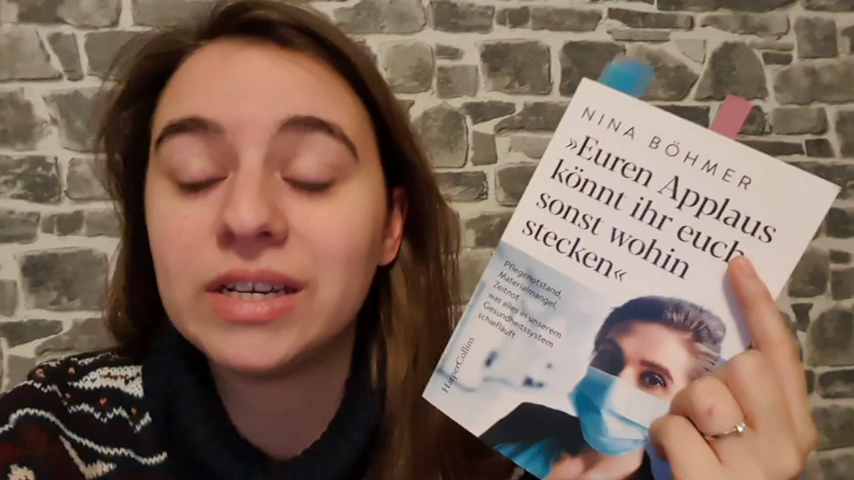 NINA BÖHMER
»Euren Applaus
könnt ihr euch
sonst wohin
stecken«
Pflegenotstand,
Materialmangel,
Zeitnot –
was alles in unserem
Gesundheitssystem
schiefläuft
HarperCollins